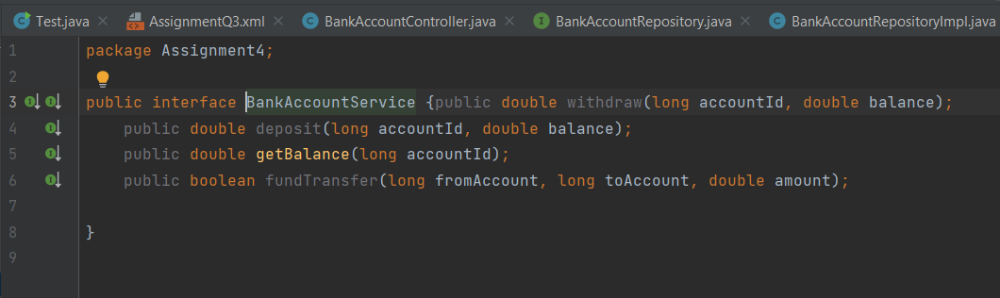 Test.java AssignmentQ3.xml BankAccountController.java BankAccountRepository.java BankAccountRepositoryImpl.java
1 package Assignment4;
2
3 public interface BankAccountService {public double withdraw(long accountId, double balance);
4 public double deposit(long accountId, double balance);
5 public double getBalance(long accountId);
6 public boolean fundTransfer(long fromAccount, long toAccount, double amount);
7
8 }
9